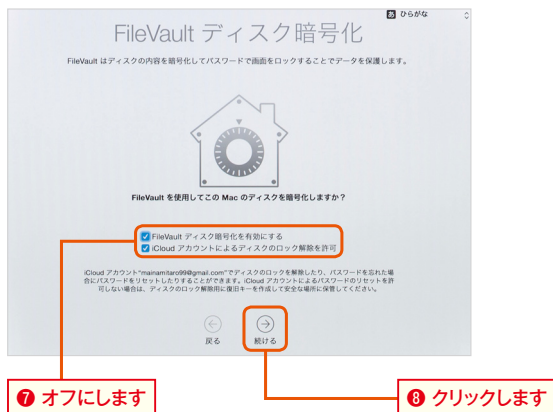 あ ひらがな
FileVault ディスク暗号化
FileVault はディスクの内容を暗号化してパスワードで画面をロックすることでデータを保護します。
FileVault を使用してこの Mac のディスクを暗号化しますか？
FileVault ディスク暗号化を有効にする
iCloud アカウントによるディスクのロック解除を許可
iCloud アカウント“mainamitaro99@gmail.com”でディスクのロックを解除したり、パスワードを忘れた場
合にパスワードをリセットしたりすることができます。iCloud アカウントによるパスワードのリセットを許
可しない場合は、ディスクのロック解除用に復旧キーを作成して安全な場所に保管してください。
戻る
続ける
❼ オフにします
❽ クリックします